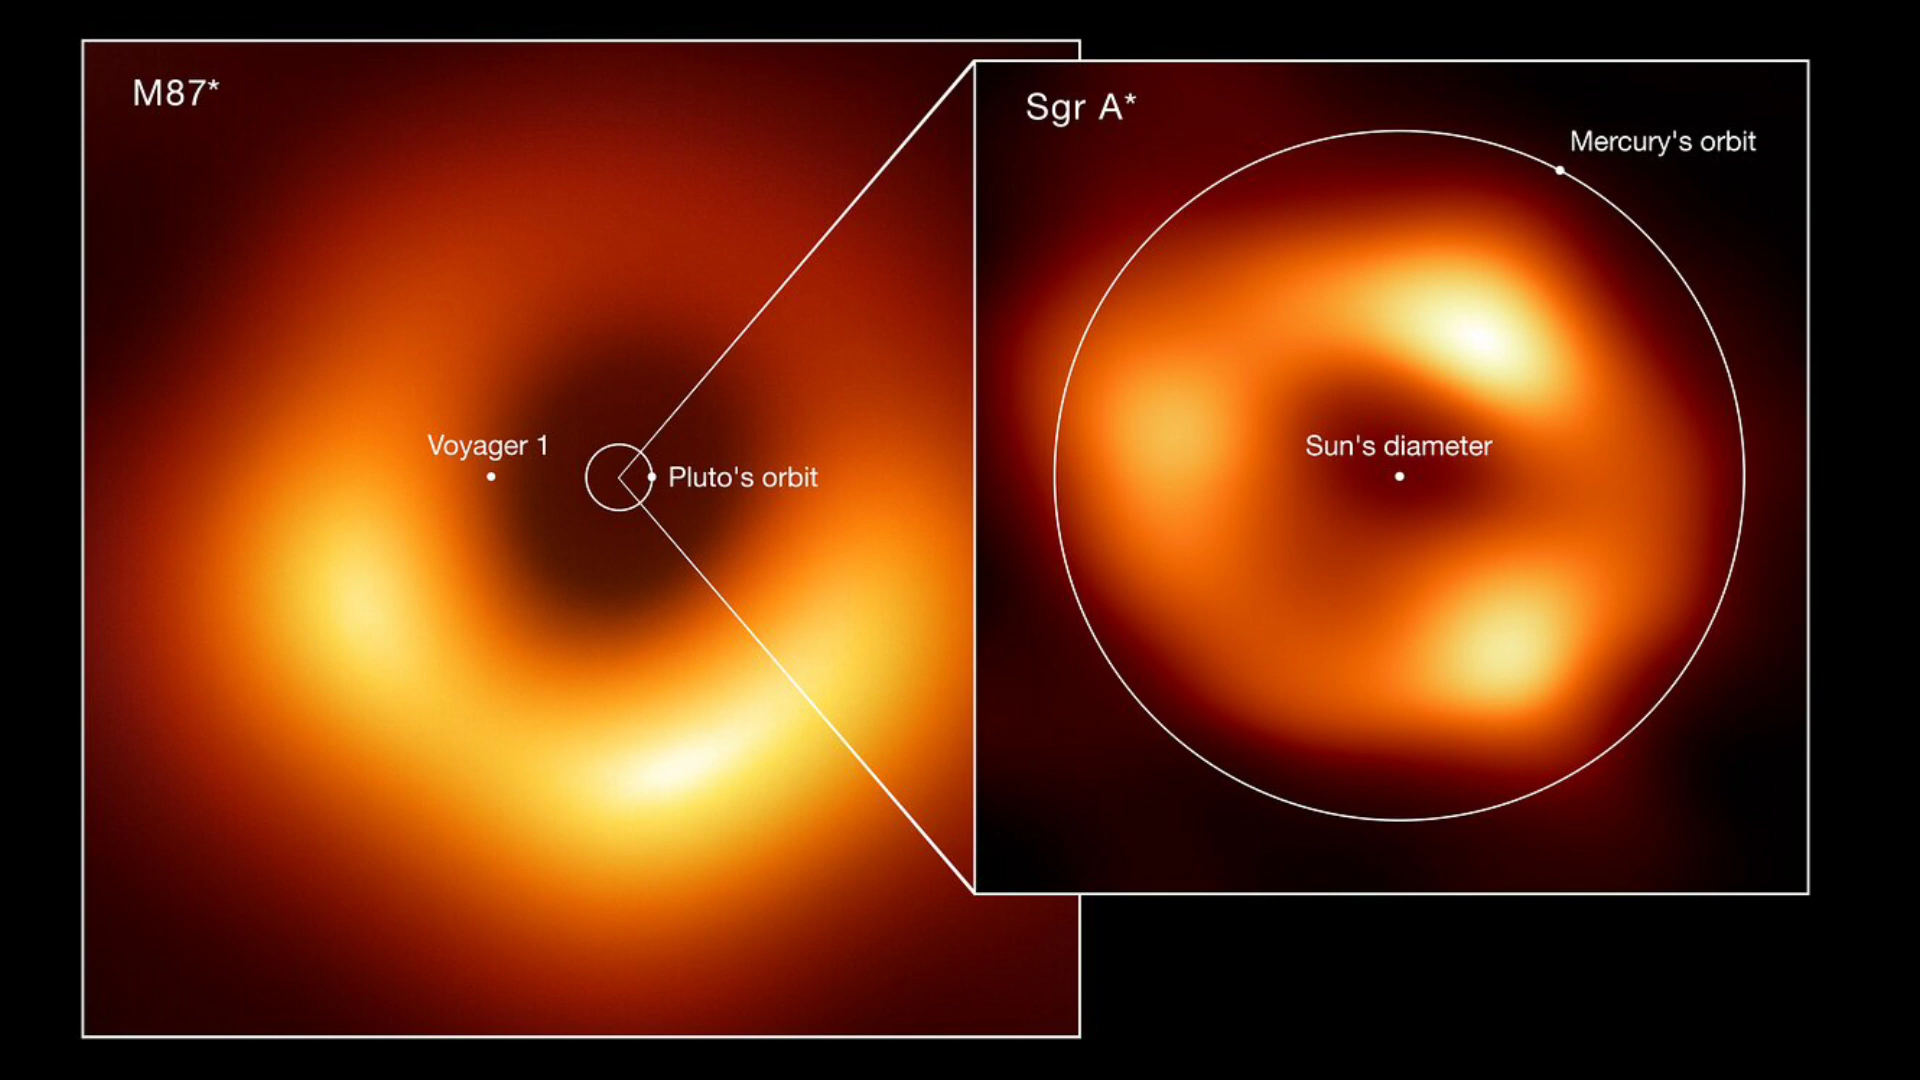 M87*
Voyager 1
Pluto's orbit
Sgr A*
Mercury's orbit
Sun's diameter